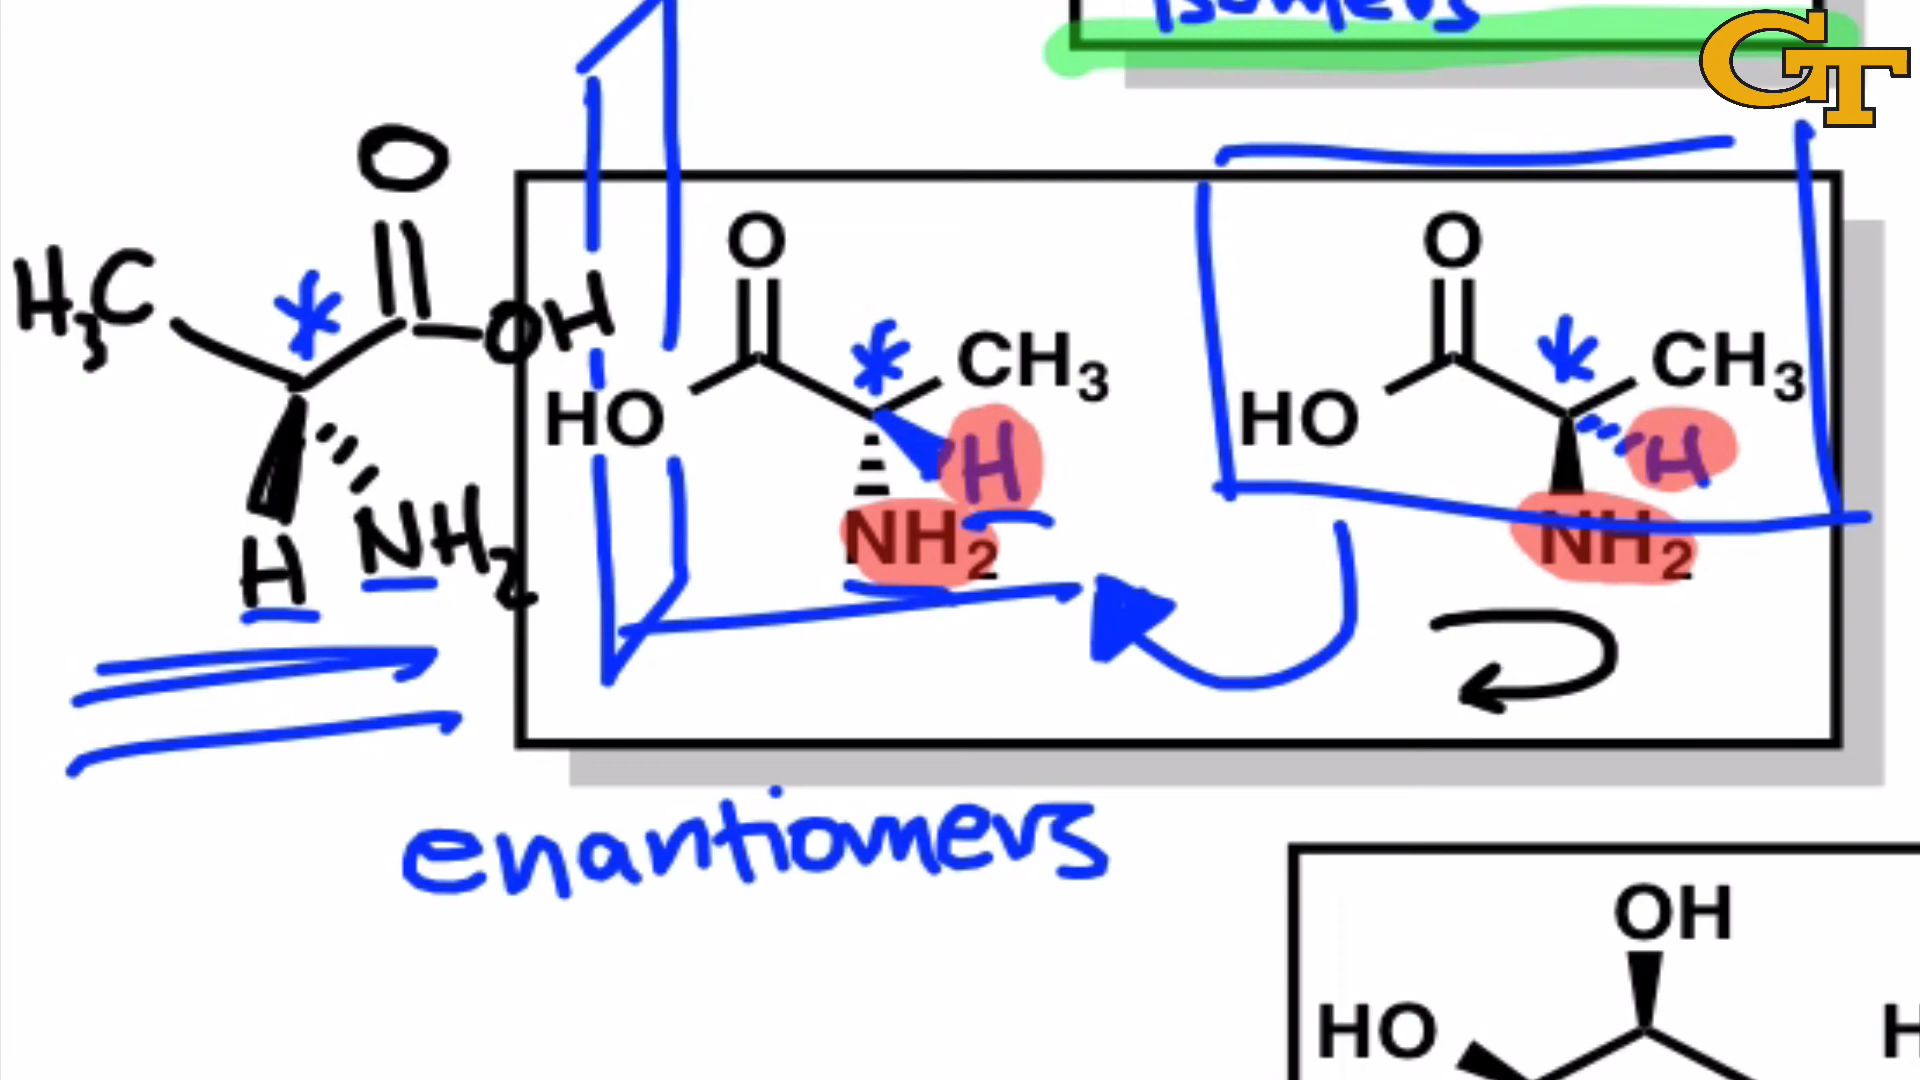 isomers
GT
O
H₃C * OH
H NH₂
O
HO * CH₃
H
NH₂
O
HO * CH₃
H
NH₂
enantiomers
OH
HO
H